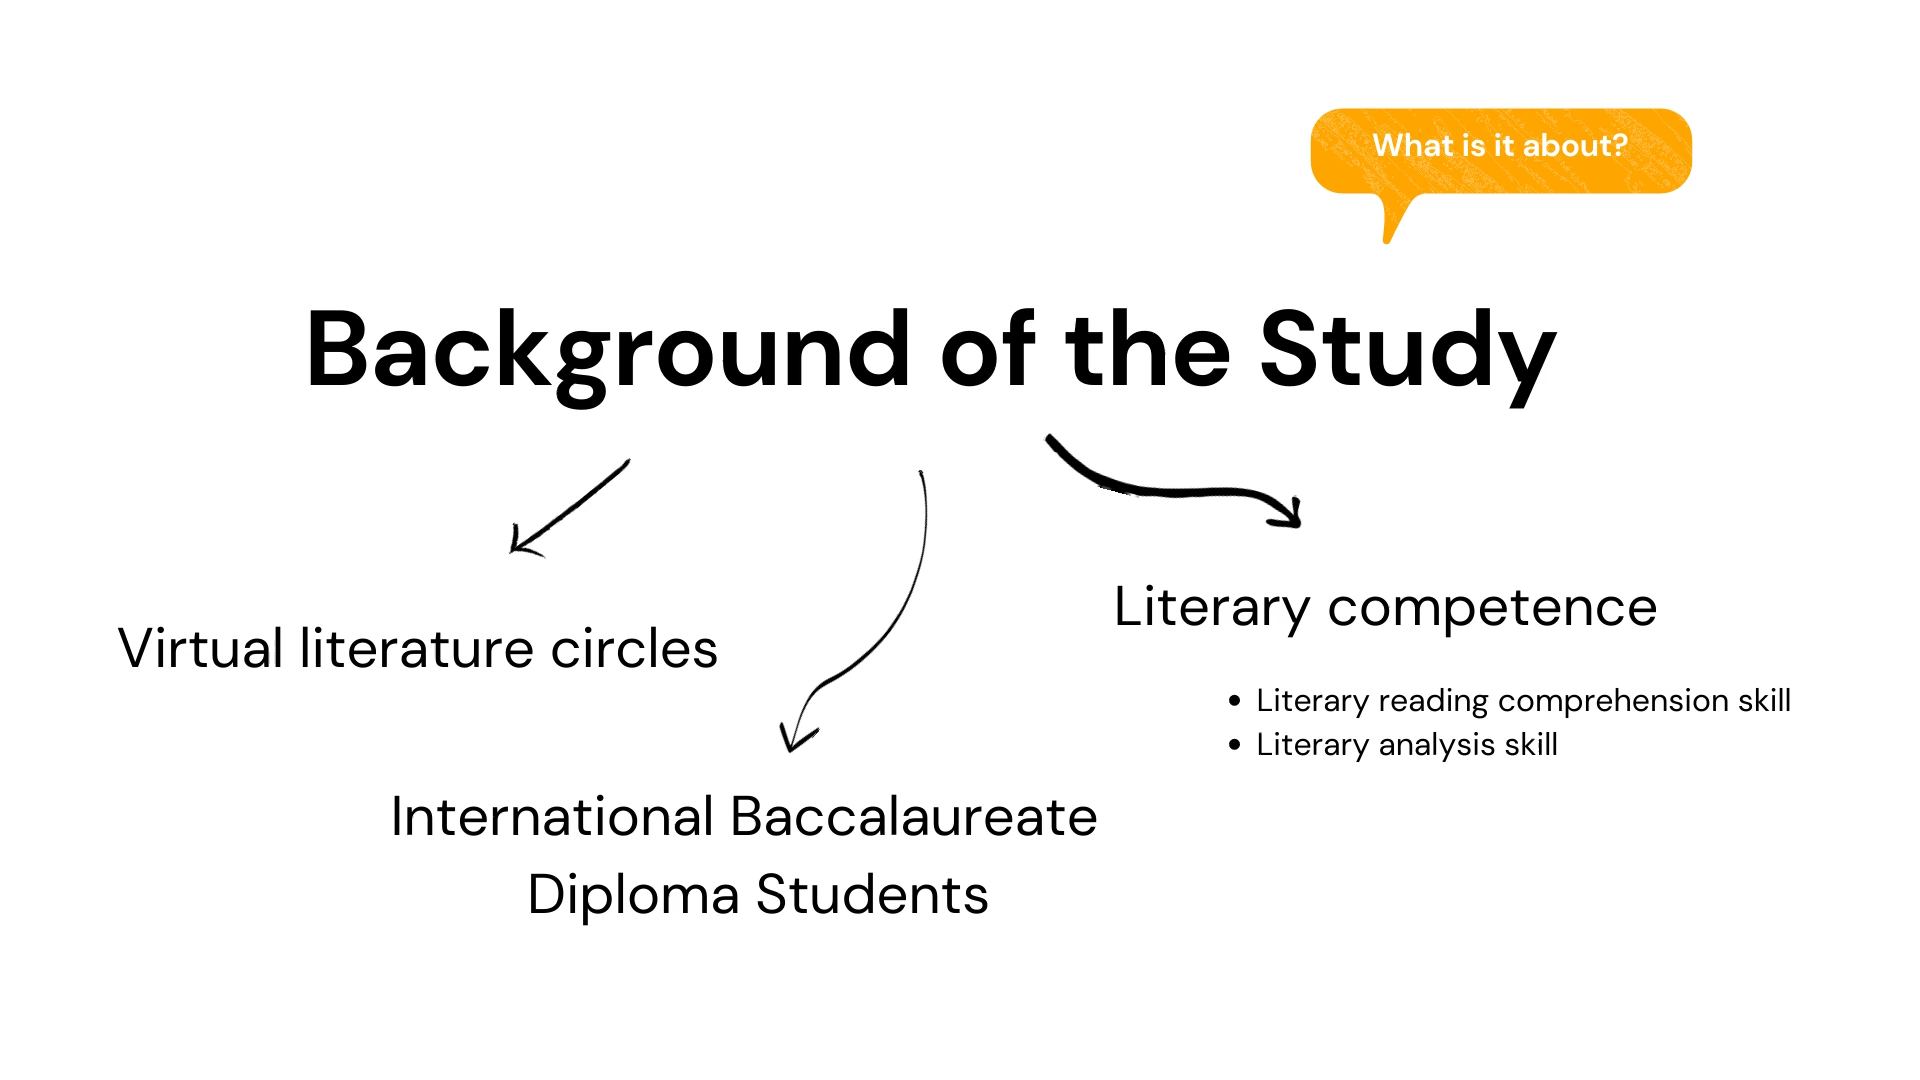 What is it about?
Background of the Study
Virtual literature circles
International Baccalaureate
Diploma Students
Literary competence
• Literary reading comprehension skill
• Literary analysis skill